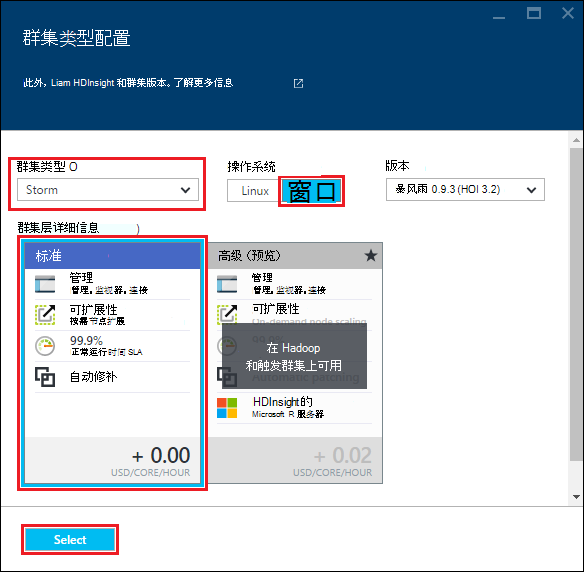 群集类型配置
此外, Liam HDInsight 和群集版本。了解更多信息
群集类型 O
操作系统
版本
Storm
Linux
窗口
暴风雨 0.9.3 (HOI 3.2)
群集层详细信息 )
标准
管理
管理。监视器。连接
可扩展性
按需节点扩展
99.9%
正常运行时间 SLA
自动修补
+ 0.00
USD/CORE/HOUR
高级 (预览)
管理
管理。监视器。连接
可扩展性
On-demand node scaling
在 Hadoop
和触发群集上可用
Automatic patching
HDInsight的
Microsoft R 服务器
+ 0.02
USD/CORE/HOUR
Select